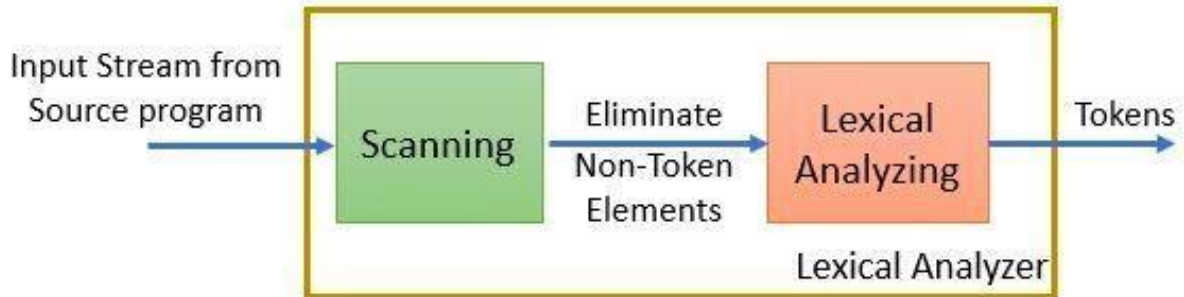 Input Stream from
Source program
Scanning
Eliminate
Non-Token
Elements
Lexical
Analyzing
Tokens
Lexical Analyzer